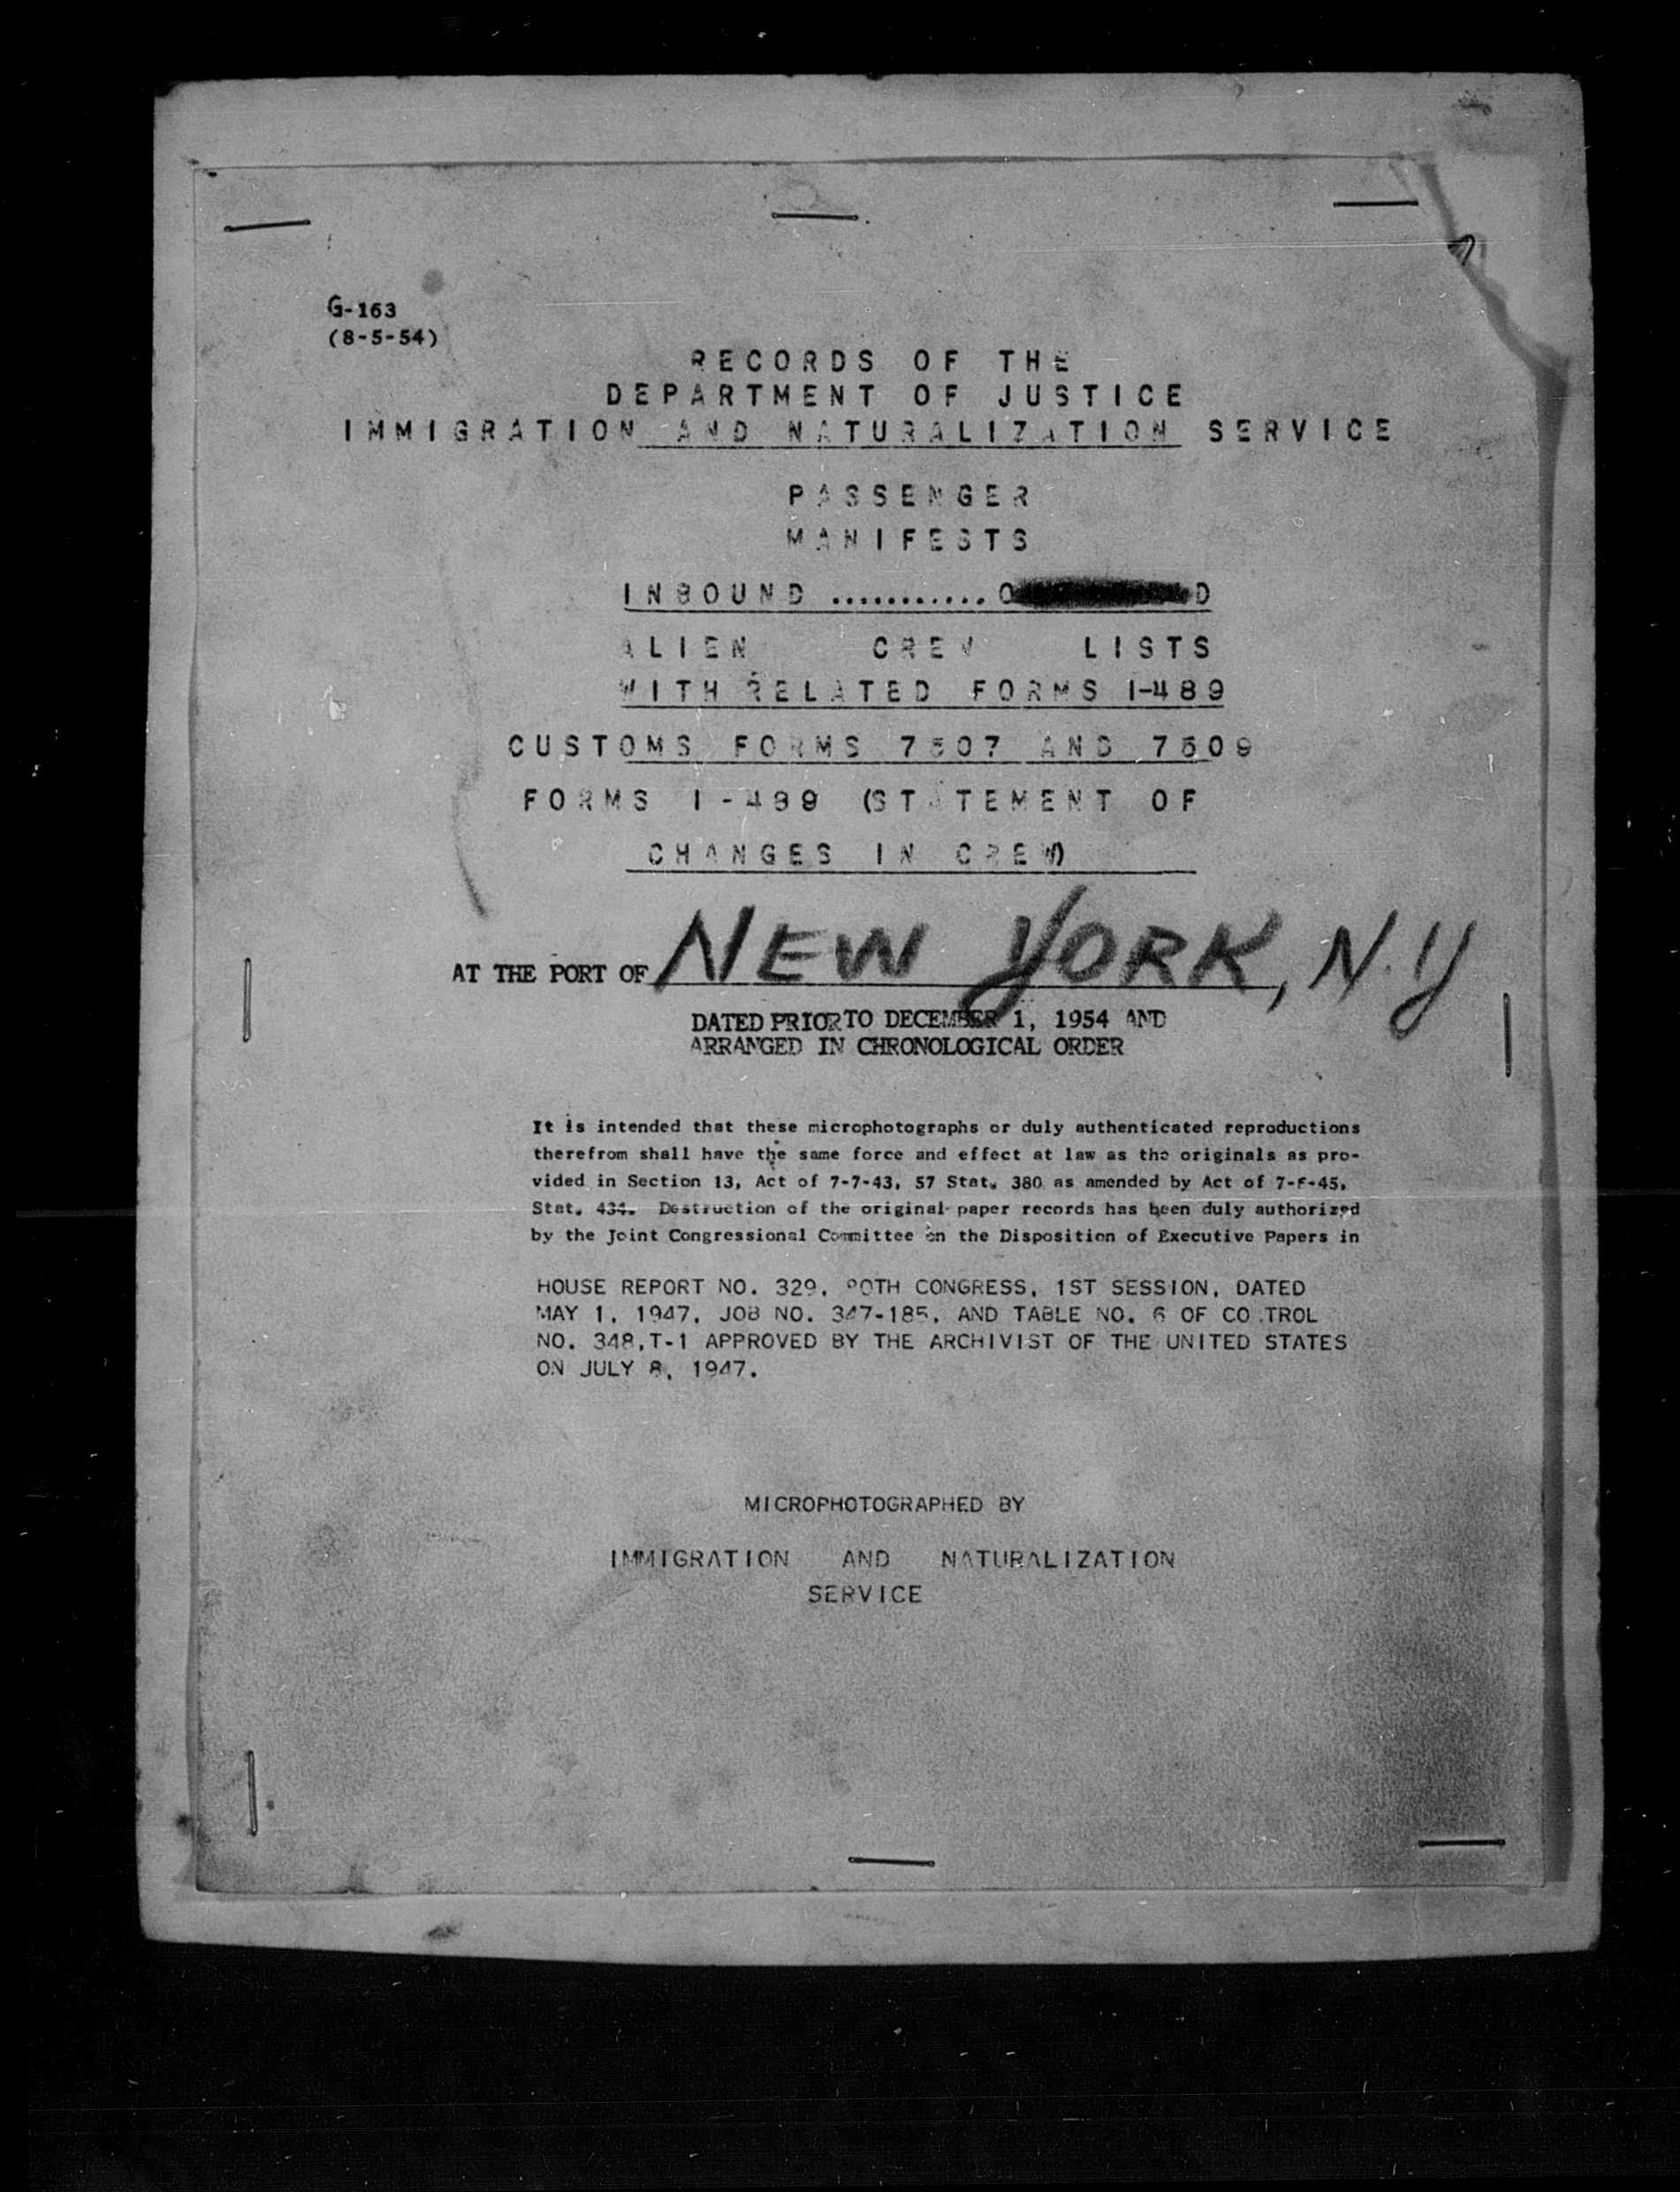 G-163
(8-5-54)
RECORDS OF THE
DEPARTMENT OF JUSTICE
IMMIGRATION AND NATURALIZATION SERVICE
PASSENGER
MANIFESTS
INBOUND ...........O D
ALIEN CREW LISTS
WITH RELATED FORMS I-489
CUSTOMS FORMS 7507 AND 7509
FORMS I-489 (STATEMENT OF
CHANGES IN CREW)
AT THE PORT OF NEW YORK, N.Y
DATED PRIOR TO DECEMBER 1, 1954 AND
ARRANGED IN CHRONOLOGICAL ORDER
It is intended that these microphotographs or duly authenticated reproductions
therefrom shall have the same force and effect at law as the originals as pro-
vided in Section 13, Act of 7-7-43, 57 Stat. 380 as amended by Act of 7-6-45,
Stat. 434. Destruction of the original paper records has been duly authorized
by the Joint Congressional Committee on the Disposition of Executive Papers in
HOUSE REPORT NO. 329, 80TH CONGRESS, 1ST SESSION, DATED
MAY 1, 1947, JOB NO. 347-185, AND TABLE NO. 6 OF CO TROL
NO. 348,T-1 APPROVED BY THE ARCHIVIST OF THE UNITED STATES
ON JULY 8, 1947.
MICROPHOTOGRAPHED BY
IMMIGRATION AND NATURALIZATION
SERVICE